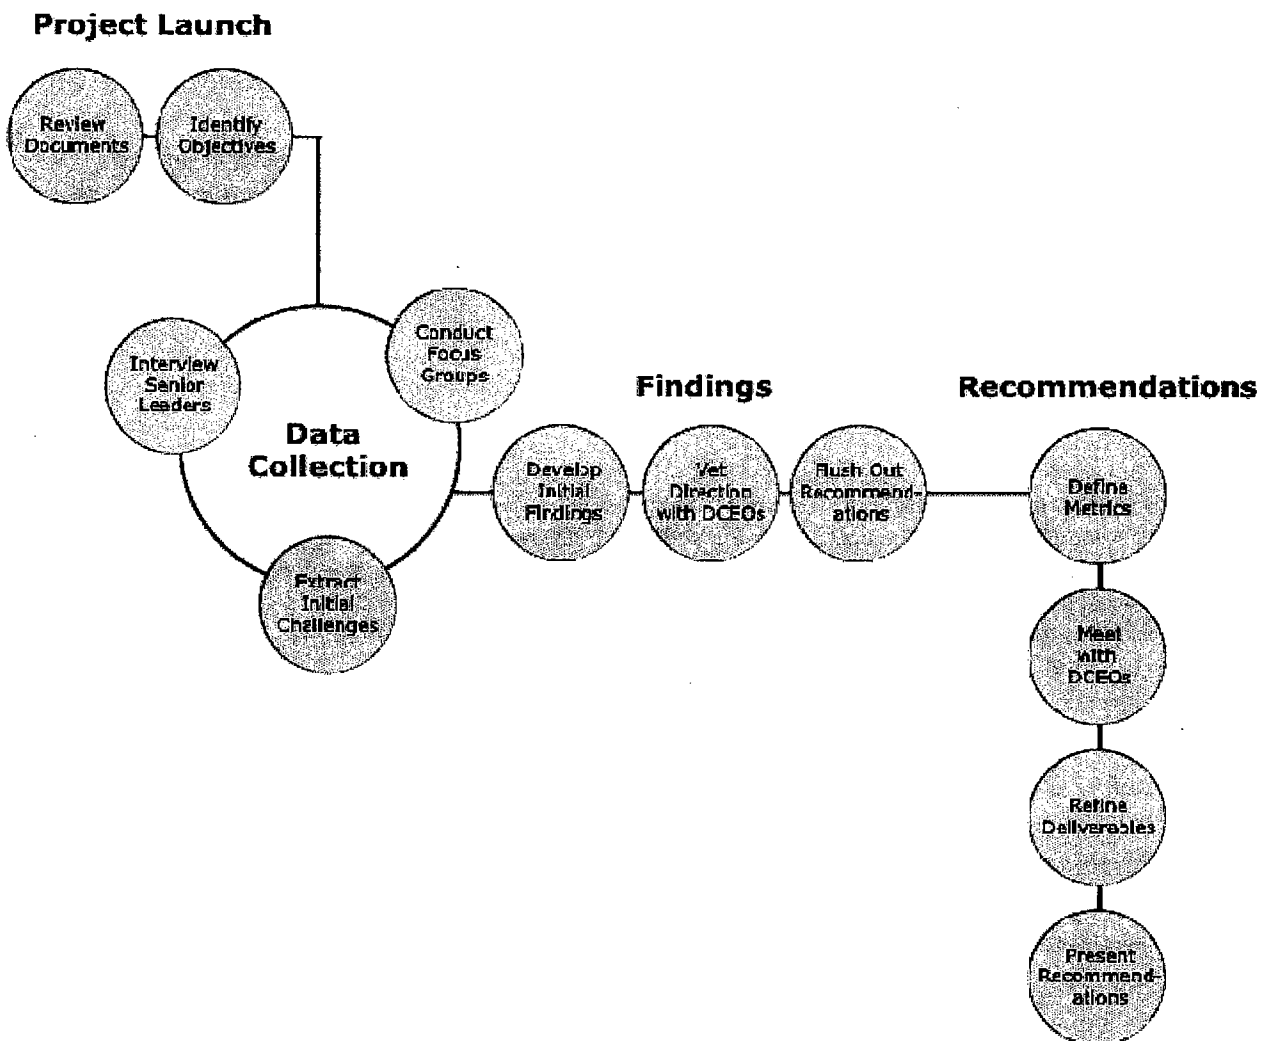 Project Launch
Review
Documents
Identify
Objectives
Interview
Senior
Leaders
Conduct
Focus
Groups
Data
Collection
Extract
Initial
Challenges
Findings
Develop
Initial
Findings
Vet
Direction
with DCEOs
Flush Out
Recommend-
ations
Recommendations
Define
Metrics
Meet
with
DCEOs
Refine
Deliverables
Present
Recommend-
ations